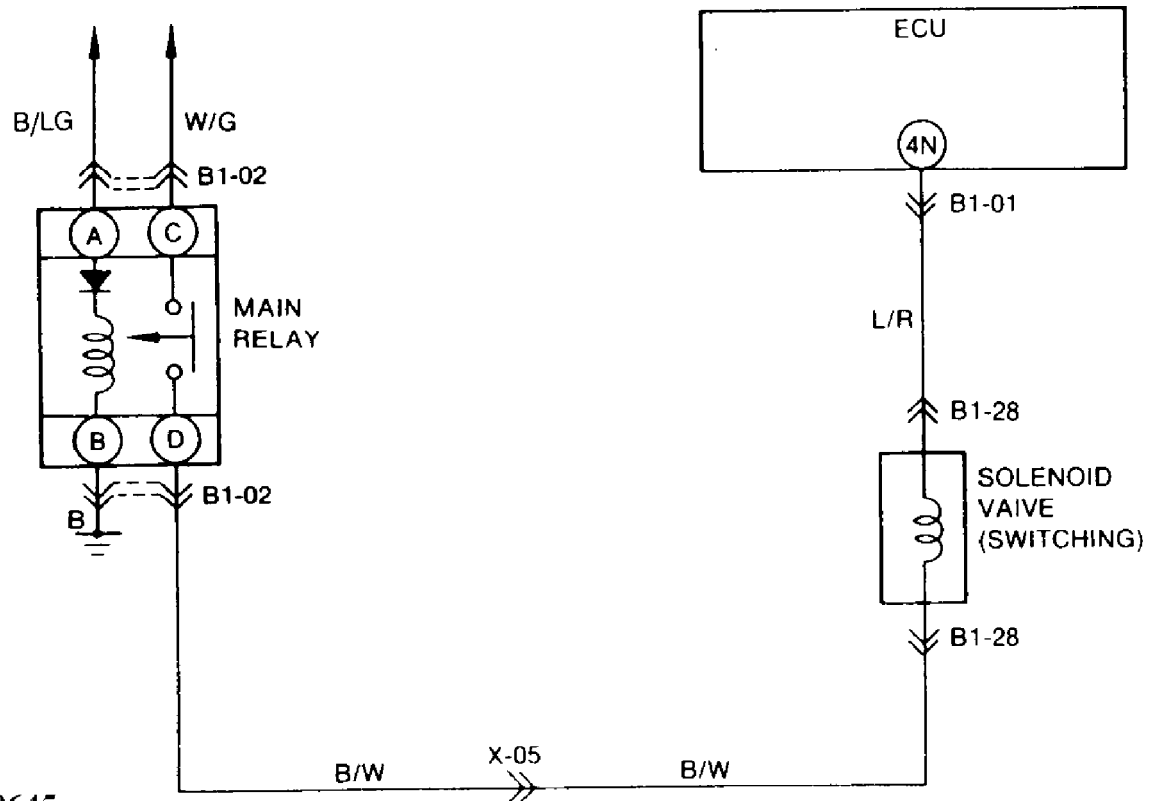 ECU
B/LG
W/G
4N
B1-02
B1-01
A
C
MAIN
RELAY
L/R
B1-28
B
D
SOLENOID
VAIVE
(SWITCHING)
B1-02
B
B1-28
X-05
B/W
B/W